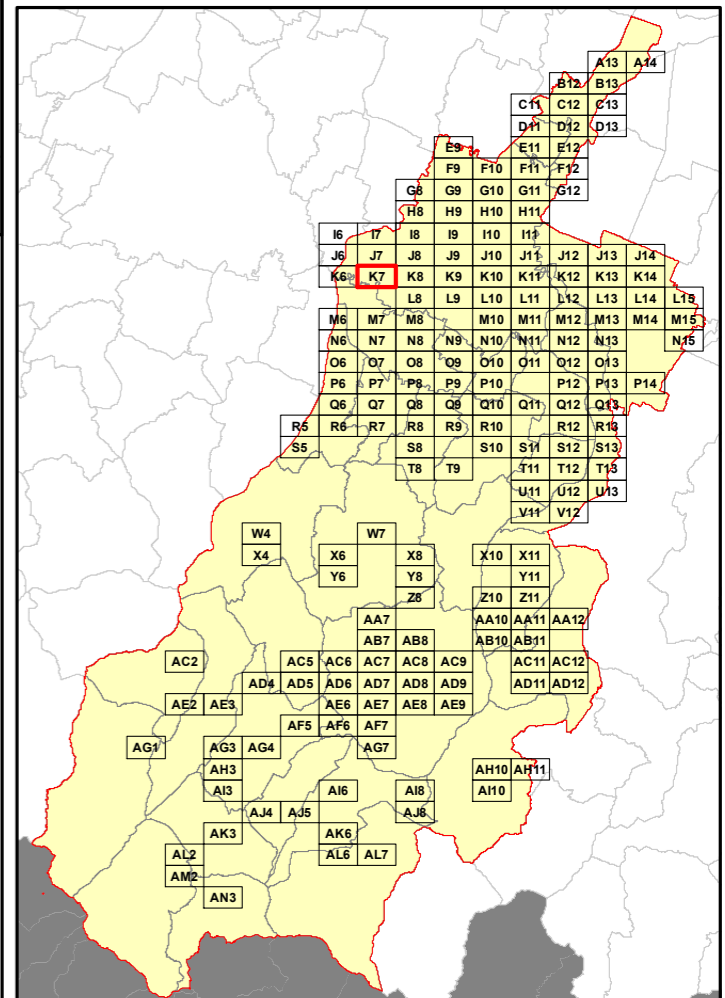 A13 A14
B12 B13
C11 C12 C13
D11 D12 D13
E9 E11 E12
F9 F10 F11 F12
G8 G9 G10 G11 G12
H8 H9 H10 H11
I6 I7 I8 I9 I10 I11
J6 J7 J8 J9 J10 J11 J12 J13 J14
K6 K7 K8 K9 K10 K11 K12 K13 K14
L8 L9 L10 L11 L12 L13 L14 L15
M6 M7 M8 M10 M11 M12 M13 M14 M15
N6 N7 N8 N9 N10 N11 N12 N13 N15
O6 O7 O8 O9 O10 O11 O12 O13
P6 P7 P8 P9 P10 P12 P13 P14
Q6 Q7 Q8 Q9 Q10 Q11 Q12 Q13
R5 R6 R7 R8 R9 R10 R12 R13
S5 S8 S10 S11 S12 S13
T8 T9 T11 T12 T13
U11 U12 U13
V11 V12
W4 W7
X4 X6 X8 X10 X11
Y6 Y8 Y11
Z8 Z10 Z11
AA7 AA10 AA11 AA12
AB7 AB8 AB10 AB11
AC2 AC5 AC6 AC7 AC8 AC9 AC11 AC12
AD4 AD5 AD6 AD7 AD8 AD9 AD11 AD12
AE2 AE3 AE6 AE7 AE8 AE9
AF5 AF6 AF7
AG1 AG3 AG4 AG7
AH3 AH10 AH11
AI3 AI6 AI8 AI10
AJ4 AJ5 AJ8
AK3 AK6
AL2 AL6 AL7
AM2
AN3